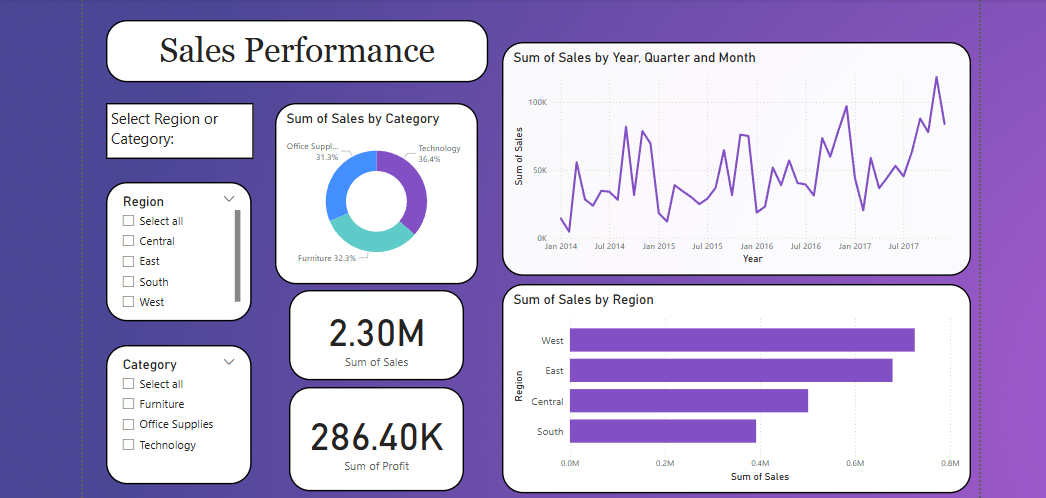 Sales Performance
Select Region or
Category:
Region
Select all
Central
East
South
West
Category
Select all
Furniture
Office Supplies
Technology
Sum of Sales by Category
Office Suppl...
31.3%
Technology
36.4%
Furniture 32.3%
2.30M
Sum of Sales
286.40K
Sum of Profit
Sum of Sales by Year, Quarter and Month
Sum of Sales
100K
50K
0K
Jan 2014 Jul 2014 Jan 2015 Jul 2015 Jan 2016 Jul 2016 Jan 2017 Jul 2017
Year
Sum of Sales by Region
Region
West
East
Central
South
0.0M 0.2M 0.4M 0.6M 0.8M
Sum of Sales